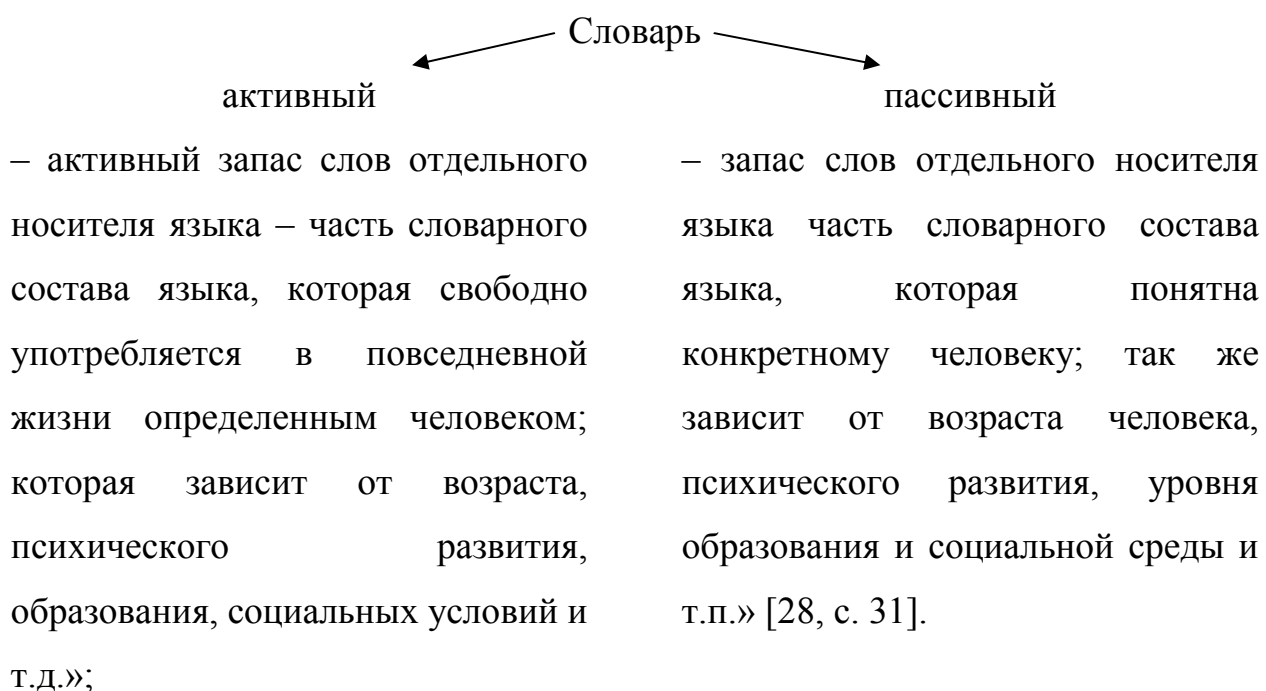 Словарь
активный
– активный запас слов отдельного
носителя языка – часть словарного
состава языка, которая свободно
употребляется в повседневной
жизни определенным человеком;
которая зависит от возраста,
психического развития,
образования, социальных условий и
т.д.»;
пассивный
– запас слов отдельного носителя
языка часть словарного состава
языка, которая понятна
конкретному человеку; так же
зависит от возраста человека,
психического развития, уровня
образования и социальной среды и
т.п.» [28, с. 31].